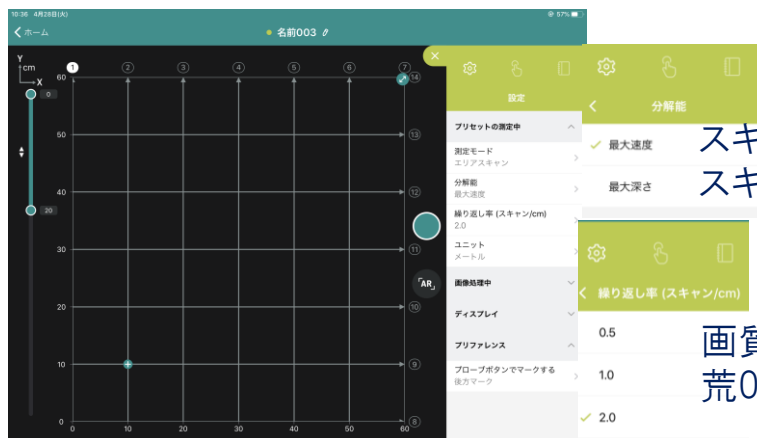 10:36 4月28日(火)
57%
ホーム
名前003
Y
cm
X
1
2
3
4
5
6
7
14
13
12
11
10
9
8
60
50
40
30
20
10
0
0
10
20
30
40
50
60
0
20
AR
設定
プリセットの測定中
測定モード
エリアスキャン
分解能
最大速度
繰り返し率 (スキャン/cm)
2.0
ユニット
メートル
画像処理中
ディスプレイ
プリファレンス
プローブボタンでマークする
後方マーク
分解能
最大速度
スキ
最大深さ
スキ
繰り返し率 (スキャン/cm)
0.5
画質
1.0
荒0
2.0